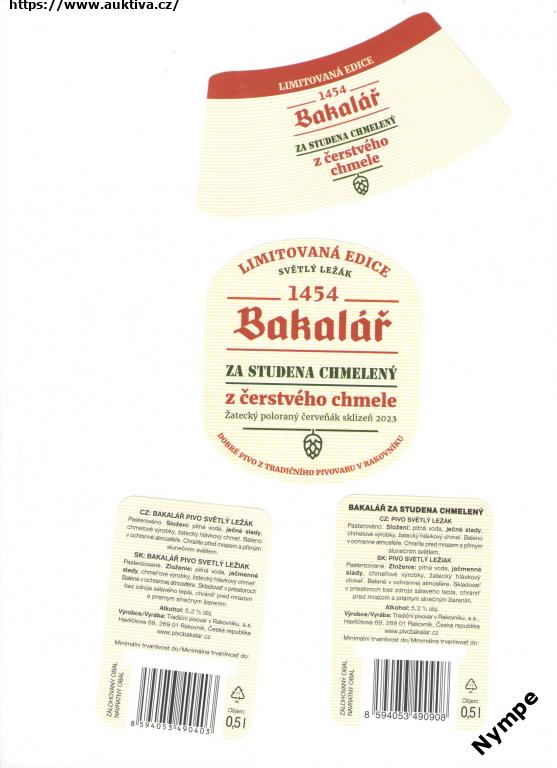 https://www.auktiva.cz/
LIMITOVANÁ EDICE
1454
Bakalář
ZA STUDENA CHMELENÝ
z čerstvého
chmele
LIMITOVANÁ EDICE
SVĚTLÝ LEŽÁK
1454
Bakalář
ZA STUDENA CHMELENÝ
z čerstvého chmele
Žatecký poloraný červeňák sklizeň 2023
DOBRÉ PIVO Z TRADIČNÍHO PIVOVARU V RAKOVNÍKU
CZ: BAKALÁŘ PIVO SVĚTLÝ LEŽÁK
Pasterováno. Složení: pitná voda, ječné slady,
chmelové výrobky, žatecký hlávkový chmel. Baleno
v ochranné atmosféře. Chraňte před mrazem a přímým
slunečním světlem.
SK: BAKALÁŘ PIVO SVETLÝ LEŽIAK
Pasterizované. Zloženie: pitná voda, jačmenné
slady, chmeľové výrobky, žatecký hlávkový chmeľ.
Balené v ochrannej atmosfére. Skladovať v priestoroch
bez zdroja sálavého tepla, chrániť pred mrazom
a priamym slnečným žiarením.
Alkohol: 5,2 % obj.
Výrobce/Výrába: Tradiční pivovar v Rakovníku, a.s.
Havlíčkova 69, 269 01 Rakovník, Česká republika
www.pivobakalar.cz
Minimální trvanlivost do/Minimálna trvanlivosť do:
ZÁLOHOVANÝ OBAL
NÁVRATNÝ OBAL
8 594053 490403
Objem:
0,5 l
BAKALÁŘ ZA STUDENA CHMELENÝ
CZ: PIVO SVĚTLÝ LEŽÁK
Pasterováno. Složení: pitná voda, ječné slady,
chmelové výrobky, žatecký hlávkový chmel. Baleno
v ochranné atmosféře. Chraňte před mrazem a přímým
slunečním světlem.
SK: PIVO SVETLÝ LEŽIAK
Pasterizované. Zloženie: pitná voda, jačmenné
slady, chmeľové výrobky, žatecký hlávkový
chmeľ. Balené v ochrannej atmosfére. Skladovať
v priestoroch bez zdroja sálavého tepla, chrániť
pred mrazom a priamym slnečným žiarením.
Alkohol: 5,2 % obj.
Výrobce/Výrába: Tradiční pivovar v Rakovníku, a.s.
Havlíčkova 69, 269 01 Rakovník, Česká republika
www.pivobakalar.cz
Minimální trvanlivost do/Minimálna trvanlivosť do:
ZÁLOHOVANÝ OBAL
NÁVRATNÝ OBAL
8 594053 490908
Objem:
0,5 l
Nympe